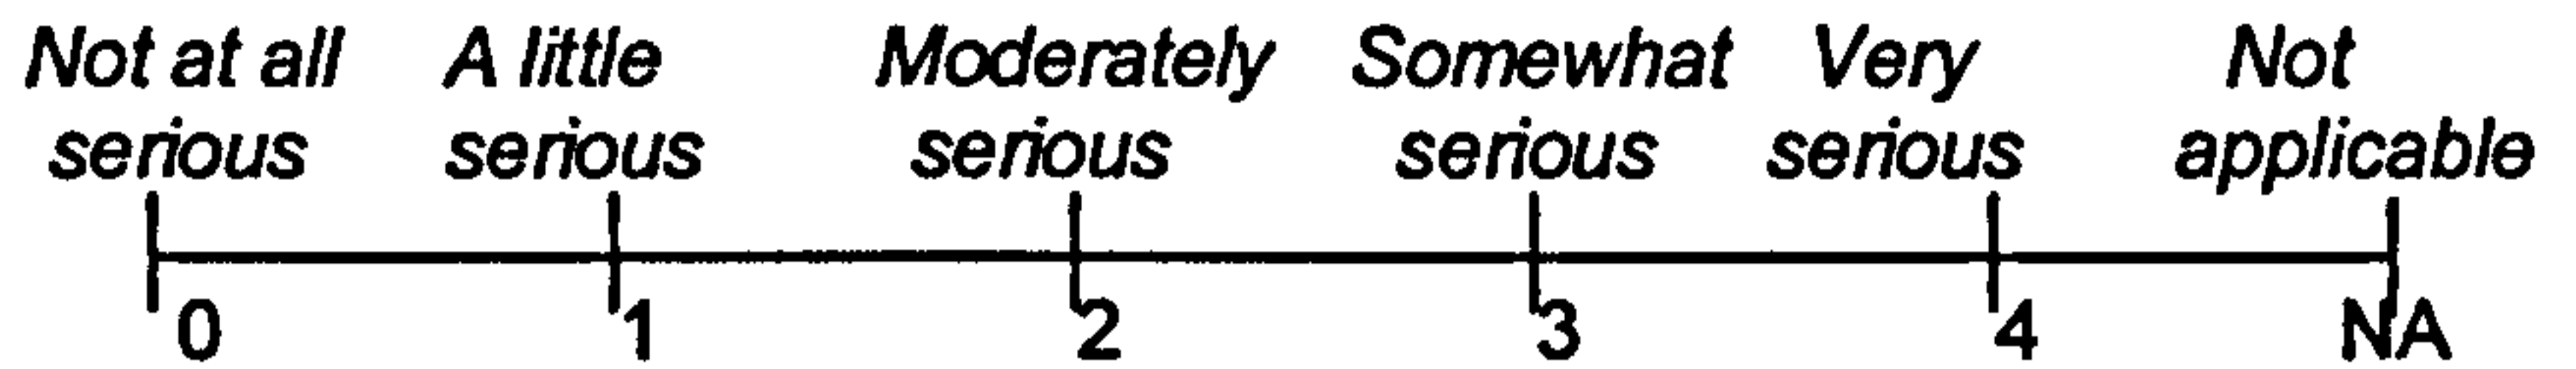 Not at all A little Moderately Somewhat Very Not
serious serious serious serious serious applicable
0 1 2 3 4 NA